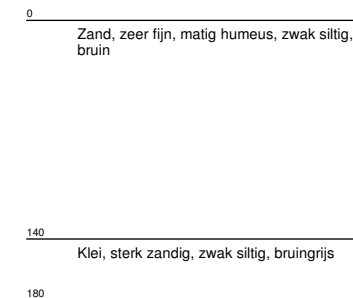 0
Zand, zeer fijn, matig humeus, zwak siltig,
bruin
140
Klei, sterk zandig, zwak siltig, bruingrijs
180